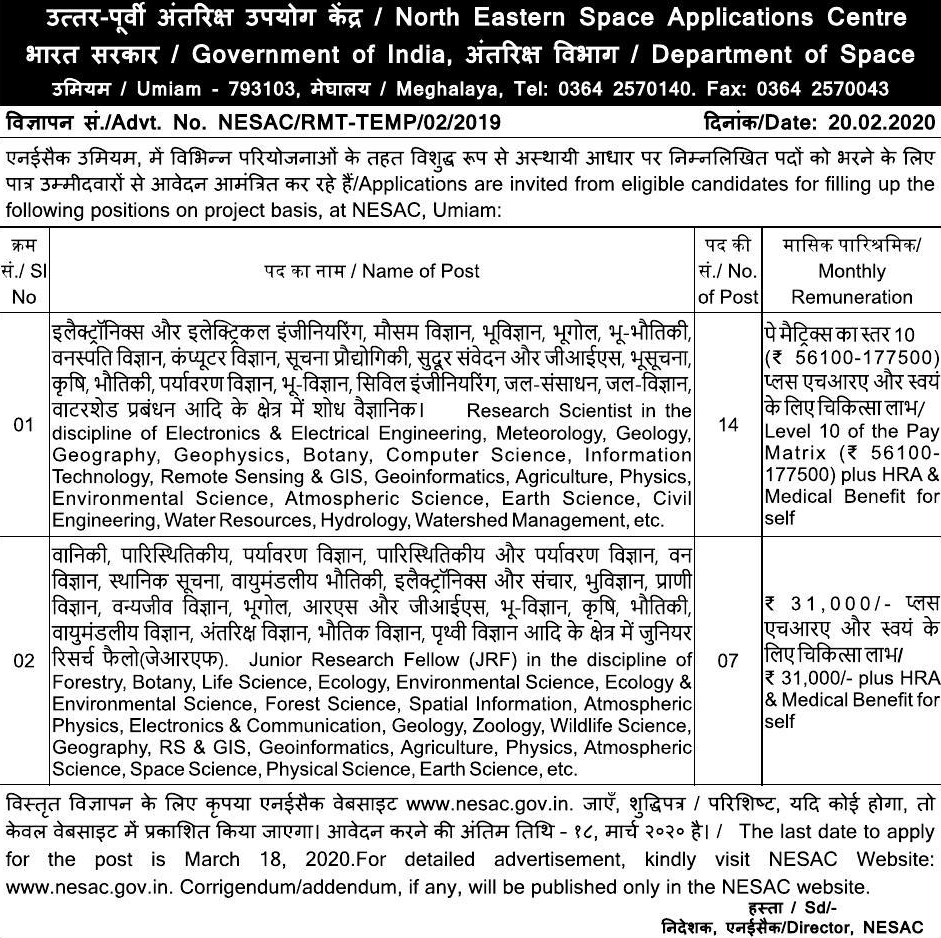 उत्तर-पूर्वी अंतरिक्ष उपयोग केंद्र / North Eastern Space Applications Centre
भारत सरकार / Government of India, अंतरिक्ष विभाग / Department of Space
उमियम / Umiam - 793103, मेघालय / Meghalaya, Tel: 0364 2570140. Fax: 0364 2570043
विज्ञापन सं./Advt. No. NESAC/RMT-TEMP/02/2019 दिनांक/Date: 20.02.2020
एनईसैक उमियम, में विभिन्न परियोजनाओं के तहत विशुद्ध रूप से अस्थायी आधार पर निम्नलिखित पदों को भरने के लिए
पात्र उम्मीदवारों से आवेदन आमंत्रित कर रहे हैं/Applications are invited from eligible candidates for filling up the
following positions on project basis, at NESAC, Umiam:
क्रम
सं./ Sl
No
पद का नाम / Name of Post
पद की
सं./ No.
of Post
मासिक पारिश्रमिक/
Monthly
Remuneration
01
इलैक्ट्रॉनिक्स और इलेक्ट्रिकल इंजीनियरिंग, मौसम विज्ञान, भूविज्ञान, भूगोल, भू-भौतिकी,
वनस्पति विज्ञान, कंप्यूटर विज्ञान, सूचना प्रौद्योगिकी, सुदूर संवेदन और जीआईएस, भूसूचना,
कृषि, भौतिकी, पर्यावरण विज्ञान, भू-विज्ञान, सिविल इंजीनियरिंग, जल-संसाधन, जल-विज्ञान,
वाटरशेड प्रबंधन आदि के क्षेत्र में शोध वैज्ञानिक। Research Scientist in the
discipline of Electronics & Electrical Engineering, Meteorology, Geology,
Geography, Geophysics, Botany, Computer Science, Information
Technology, Remote Sensing & GIS, Geoinformatics, Agriculture, Physics,
Environmental Science, Atmospheric Science, Earth Science, Civil
Engineering, Water Resources, Hydrology, Watershed Management, etc.
14
पे मैट्रिक्स का स्तर 10
(₹ 56100-177500)
प्लस एचआरए और स्वयं
के लिए चिकित्सा लाभ/
Level 10 of the Pay
Matrix (₹ 56100-
177500) plus HRA &
Medical Benefit for
self
02
वानिकी, पारिस्थितिकीय, पर्यावरण विज्ञान, पारिस्थितिकीय और पर्यावरण विज्ञान, वन
विज्ञान, स्थानिक सूचना, वायुमंडलीय भौतिकी, इलैक्ट्रॉनिक्स और संचार, भुविज्ञान, प्राणी
विज्ञान, वन्यजीव विज्ञान, भूगोल, आरएस और जीआईएस, भू-विज्ञान, कृषि, भौतिकी,
वायुमंडलीय विज्ञान, अंतरिक्ष विज्ञान, भौतिक विज्ञान, पृथ्वी विज्ञान आदि के क्षेत्र में जुनियर
रिसर्च फैलो(जेआरएफ). Junior Research Fellow (JRF) in the discipline of
Forestry, Botany, Life Science, Ecology, Environmental Science, Ecology &
Environmental Science, Forest Science, Spatial Information, Atmospheric
Physics, Electronics & Communication, Geology, Zoology, Wildlife Science,
Geography, RS & GIS, Geoinformatics, Agriculture, Physics, Atmospheric
Science, Space Science, Physical Science, Earth Science, etc.
07
₹ 31,000/- प्लस
एचआरए और स्वयं के
लिए चिकित्सा लाभ/
₹ 31,000/- plus HRA
& Medical Benefit for
self
विस्तृत विज्ञापन के लिए कृपया एनईसैक वेबसाइट www.nesac.gov.in. जाएँ, शुद्धिपत्र / परिशिष्ट, यदि कोई होगा, तो
केवल वेबसाइट में प्रकाशित किया जाएगा। आवेदन करने की अंतिम तिथि - १८, मार्च २०२० है। / The last date to apply
for the post is March 18, 2020.For detailed advertisement, kindly visit NESAC Website:
www.nesac.gov.in. Corrigendum/addendum, if any, will be published only in the NESAC website.
हस्ता / Sd/-
निदेशक, एनईसैक/Director, NESAC